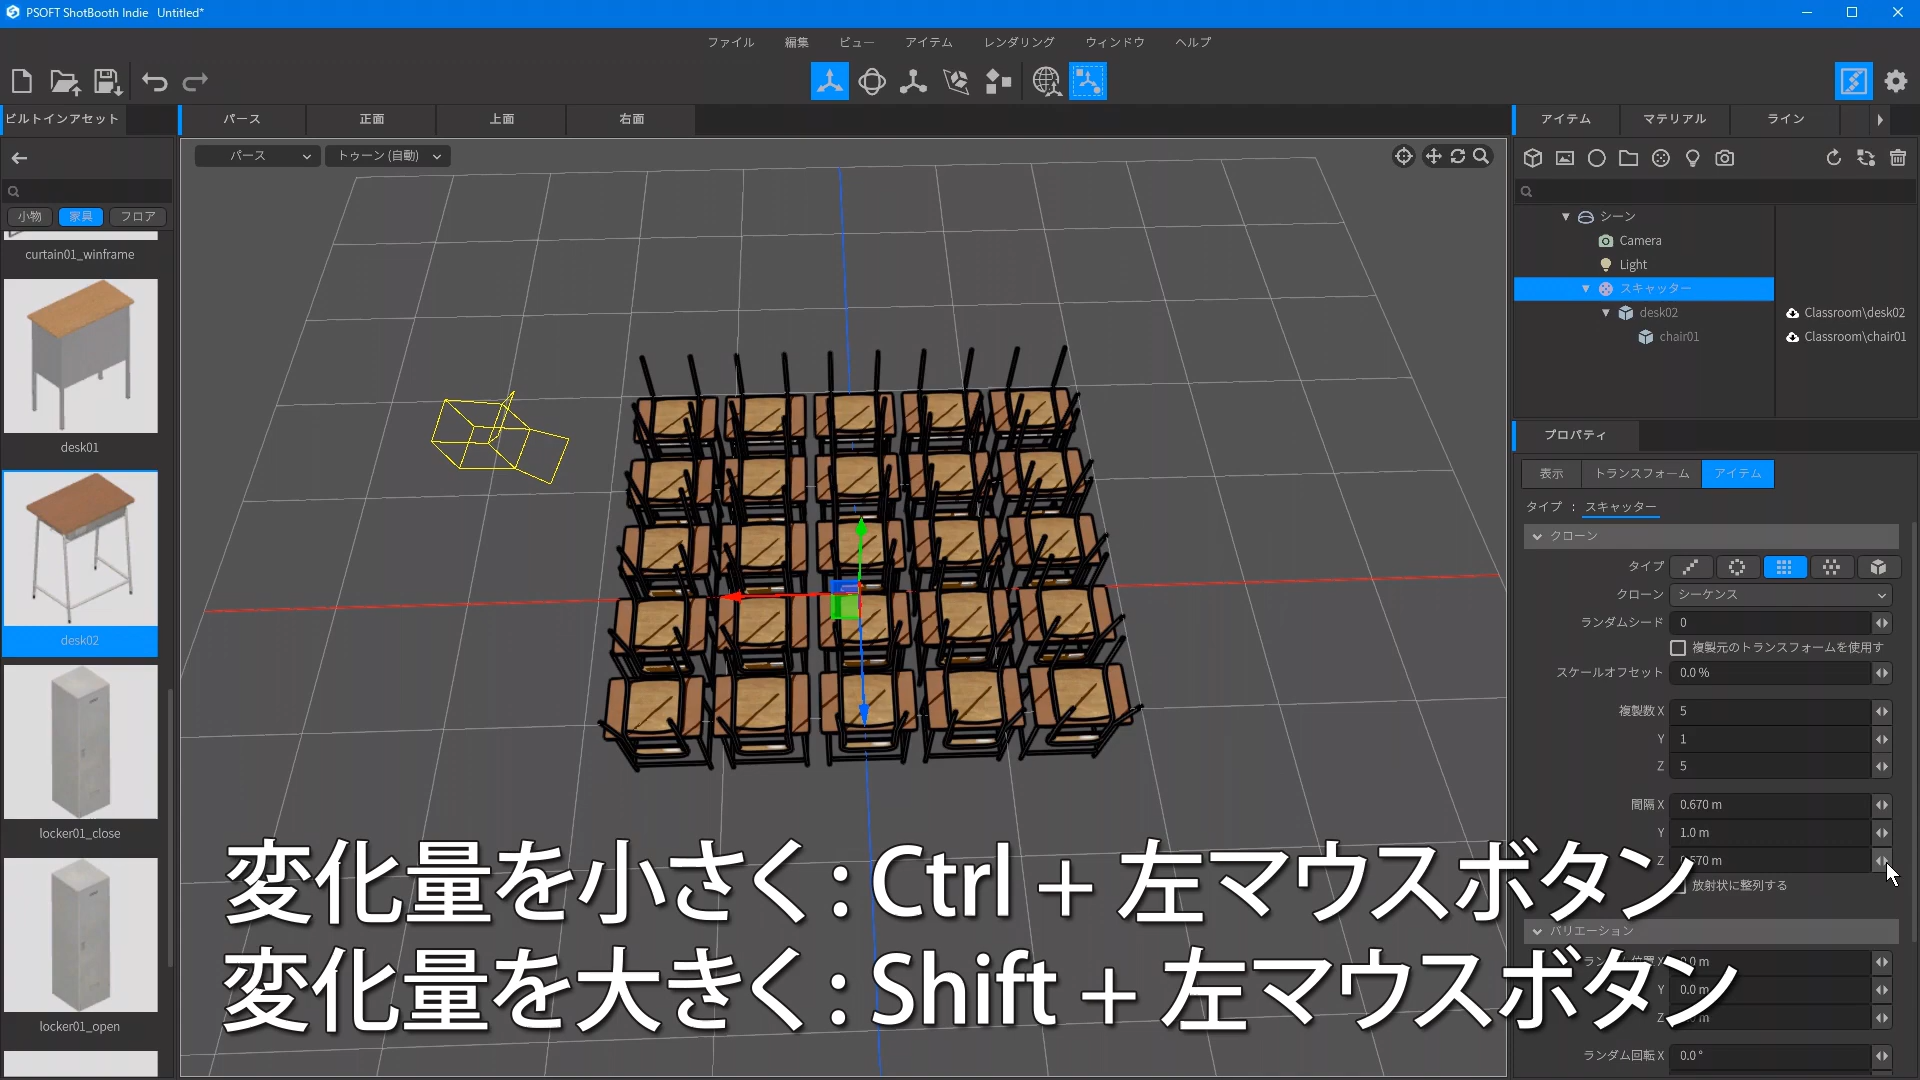 PSOFT ShotBooth Indie Untitled*
ファイル 編集 ビュー アイテム レンダリング ウィンドウ ヘルプ
ビルトインアセット
パース 正面 上面 右面
アイテム マテリアル ライン
パース トゥーン (自動)
小物 家具 フロア
curtain01_winframe
desk01
desk02
locker01_close
locker01_open
シーン
Camera
Light
スキャッター
desk02 Classroom\desk02
chair01 Classroom\chair01
プロパティ
表示 トランスフォーム アイテム
タイプ : スキャッター
クローン
タイプ
クローン シーケンス
ランダムシード 0
複製元のトランスフォームを使用す
スケールオフセット 0.0 %
複製数 X 5
Y 1
Z 5
間隔 X 0.670 m
Y 1.0 m
Z 570 m
放射状に整列する
バリエーション
ランダム位置 X 0.0 m
Y 0.0 m
Z m
ランダム回転 X 0.0 °
変化量を小さく : Ctrl + 左マウスボタン
変化量を大きく : Shift + 左マウスボタン